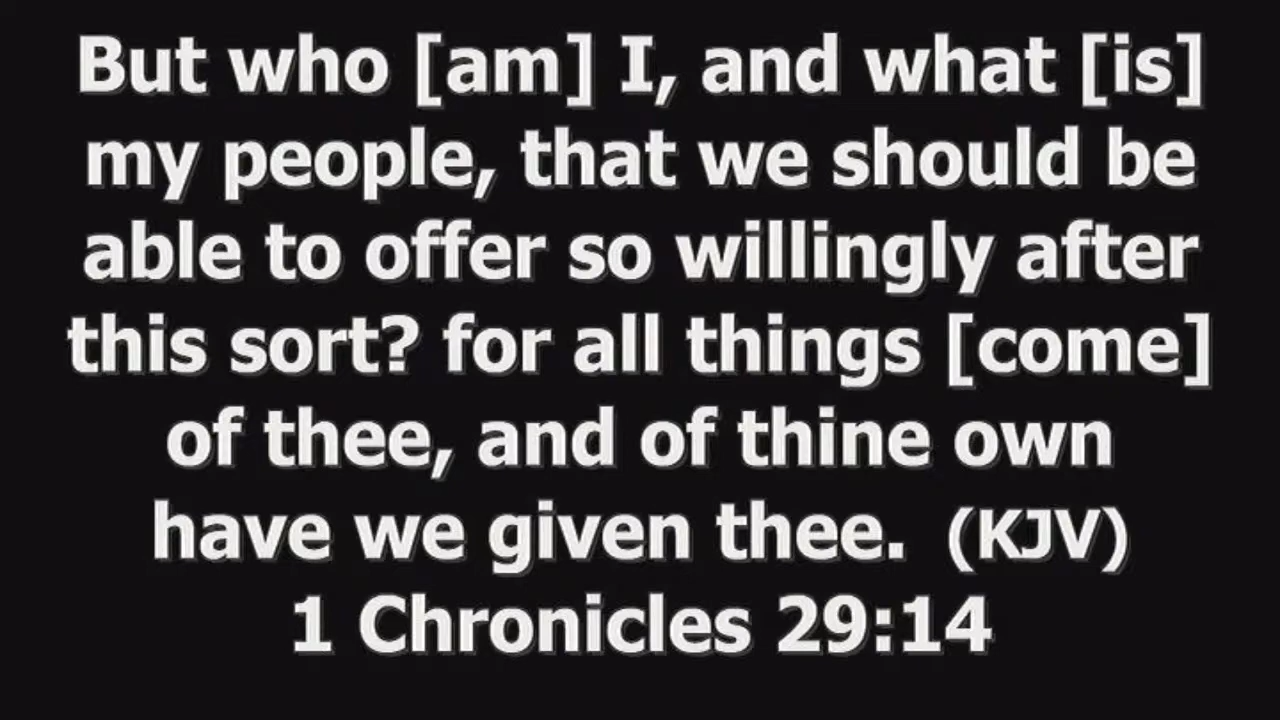 But who [am] I, and what [is]
my people, that we should be
able to offer so willingly after
this sort? for all things [come]
of thee, and of thine own
have we given thee.  (KJV)
1 Chronicles 29:14